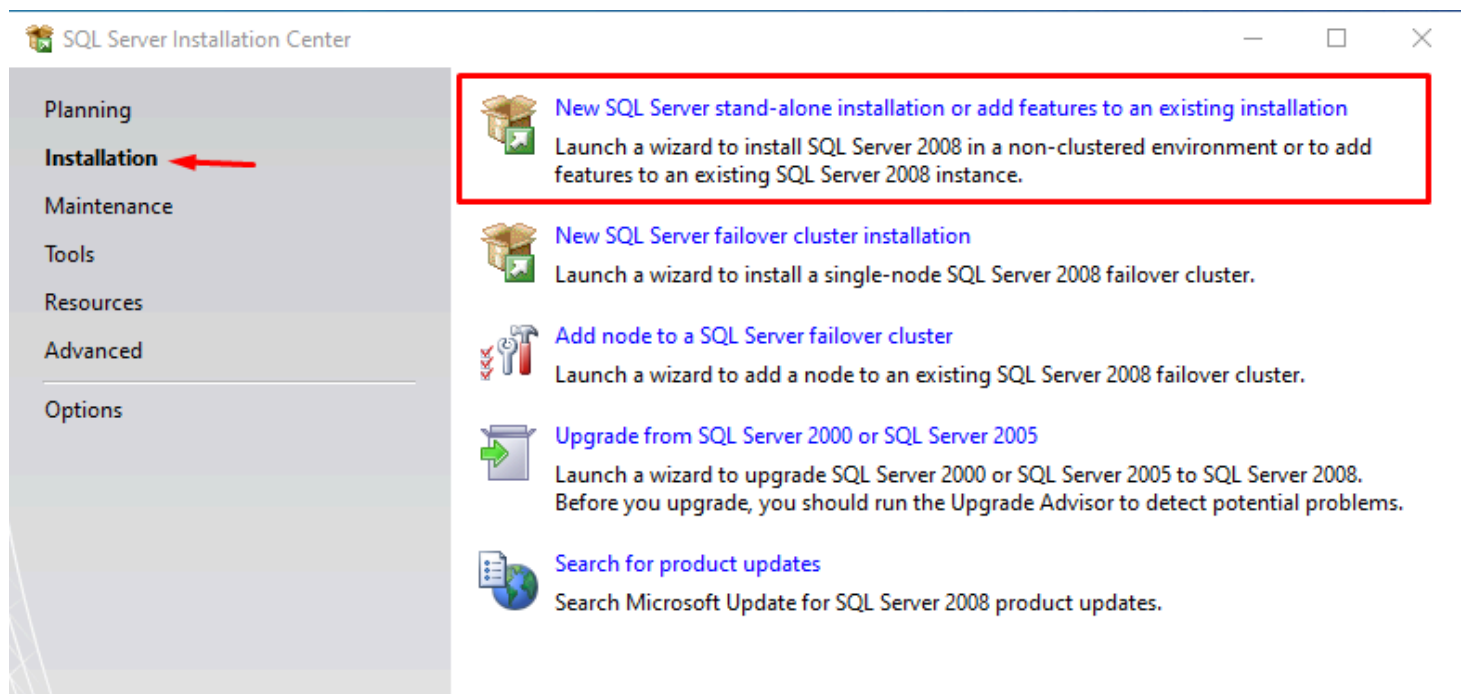 SQL Server Installation Center
Planning
Installation
Maintenance
Tools
Resources
Advanced
Options
New SQL Server stand-alone installation or add features to an existing installation
Launch a wizard to install SQL Server 2008 in a non-clustered environment or to add
features to an existing SQL Server 2008 instance.
New SQL Server failover cluster installation
Launch a wizard to install a single-node SQL Server 2008 failover cluster.
Add node to a SQL Server failover cluster
Launch a wizard to add a node to an existing SQL Server 2008 failover cluster.
Upgrade from SQL Server 2000 or SQL Server 2005
Launch a wizard to upgrade SQL Server 2000 or SQL Server 2005 to SQL Server 2008.
Before you upgrade, you should run the Upgrade Advisor to detect potential problems.
Search for product updates
Search Microsoft Update for SQL Server 2008 product updates.